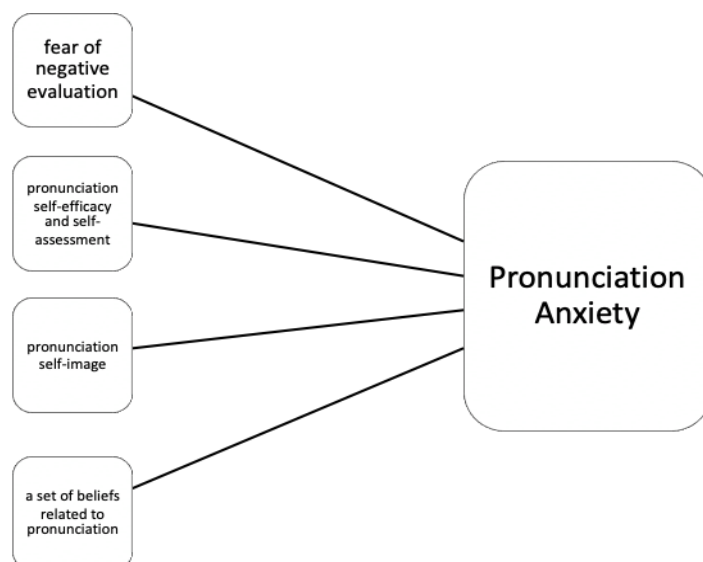 fear of
negative
evaluation
pronunciation
self-efficacy
and self-
assessment
pronunciation
self-image
a set of beliefs
related to
pronunciation
Pronunciation
Anxiety